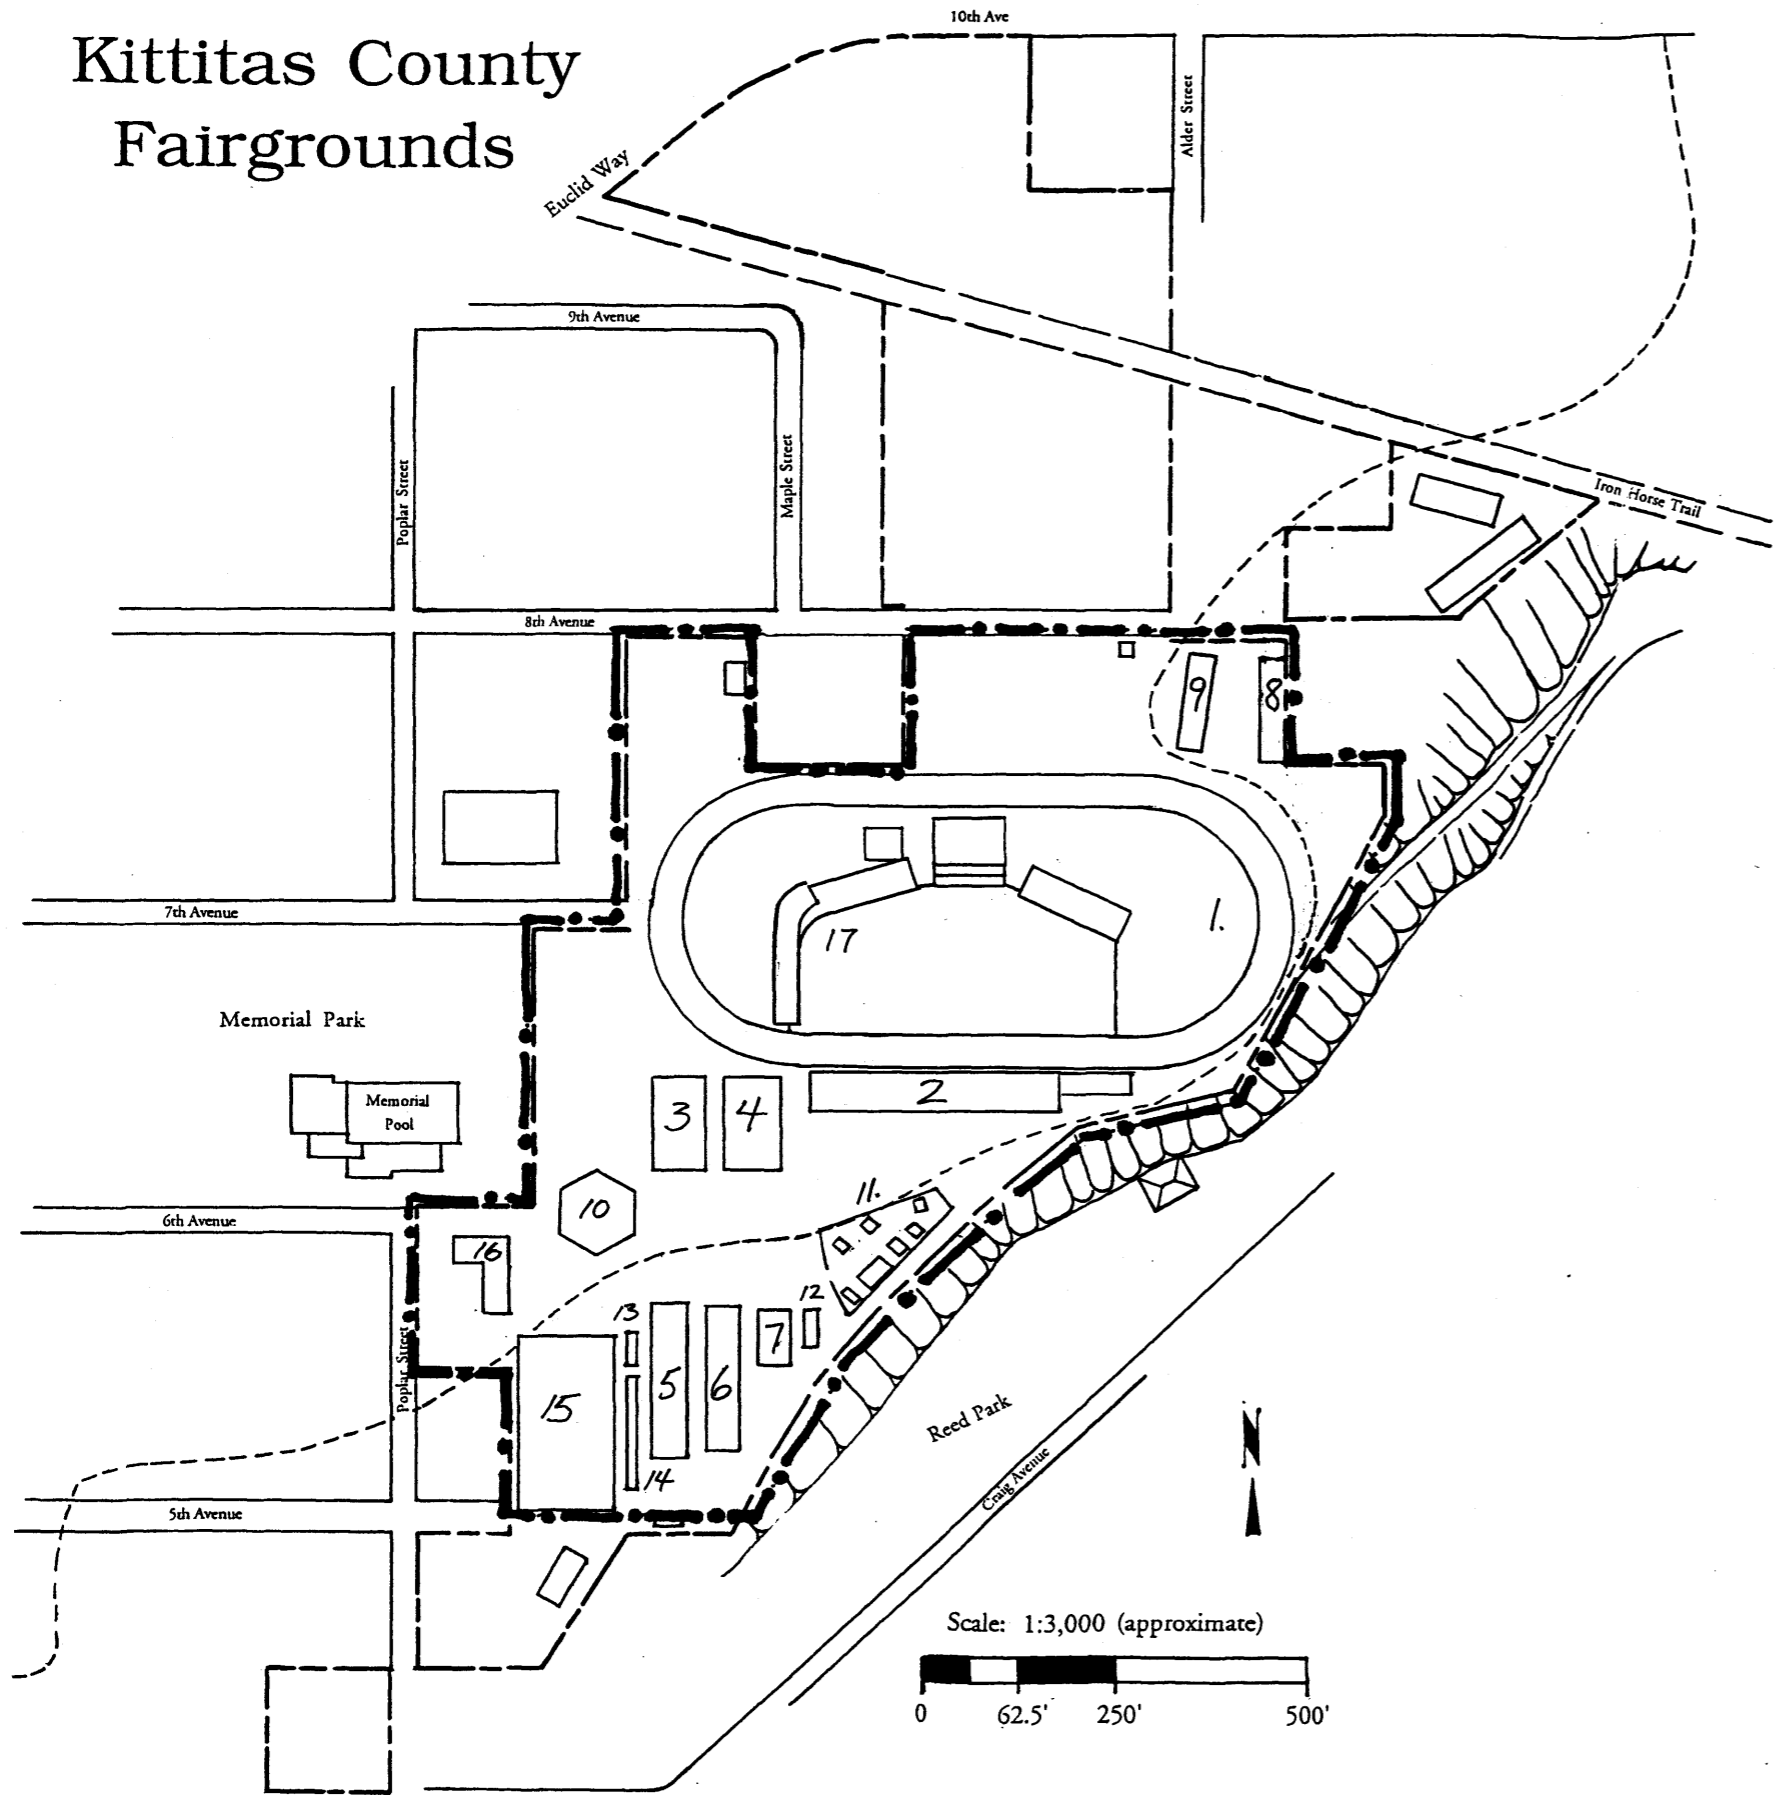 10th Ave
Kittitas County
Fairgrounds
Alder Street
Euclid Way
9th Avenue
Maple Street
Poplar Street
Iron Horse Trail
8th Avenue
9
8
7th Avenue
17
1.
Memorial Park
Memorial
Pool
3
4
2
10
11.
6th Avenue
16
12
13
7
5
6
15
Poplar Street
14
Reed Park
N
Craig Avenue
5th Avenue
Scale: 1:3,000 (approximate)
0 62.5' 250' 500'